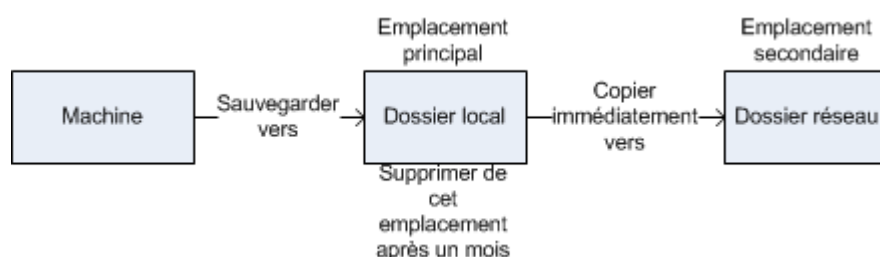 Emplacement
principal
Emplacement
secondaire
Machine
Sauvegarder
vers
Dossier local
Copier
immédiatement
vers
Dossier réseau
Supprimer de
cet
emplacement
après un mois